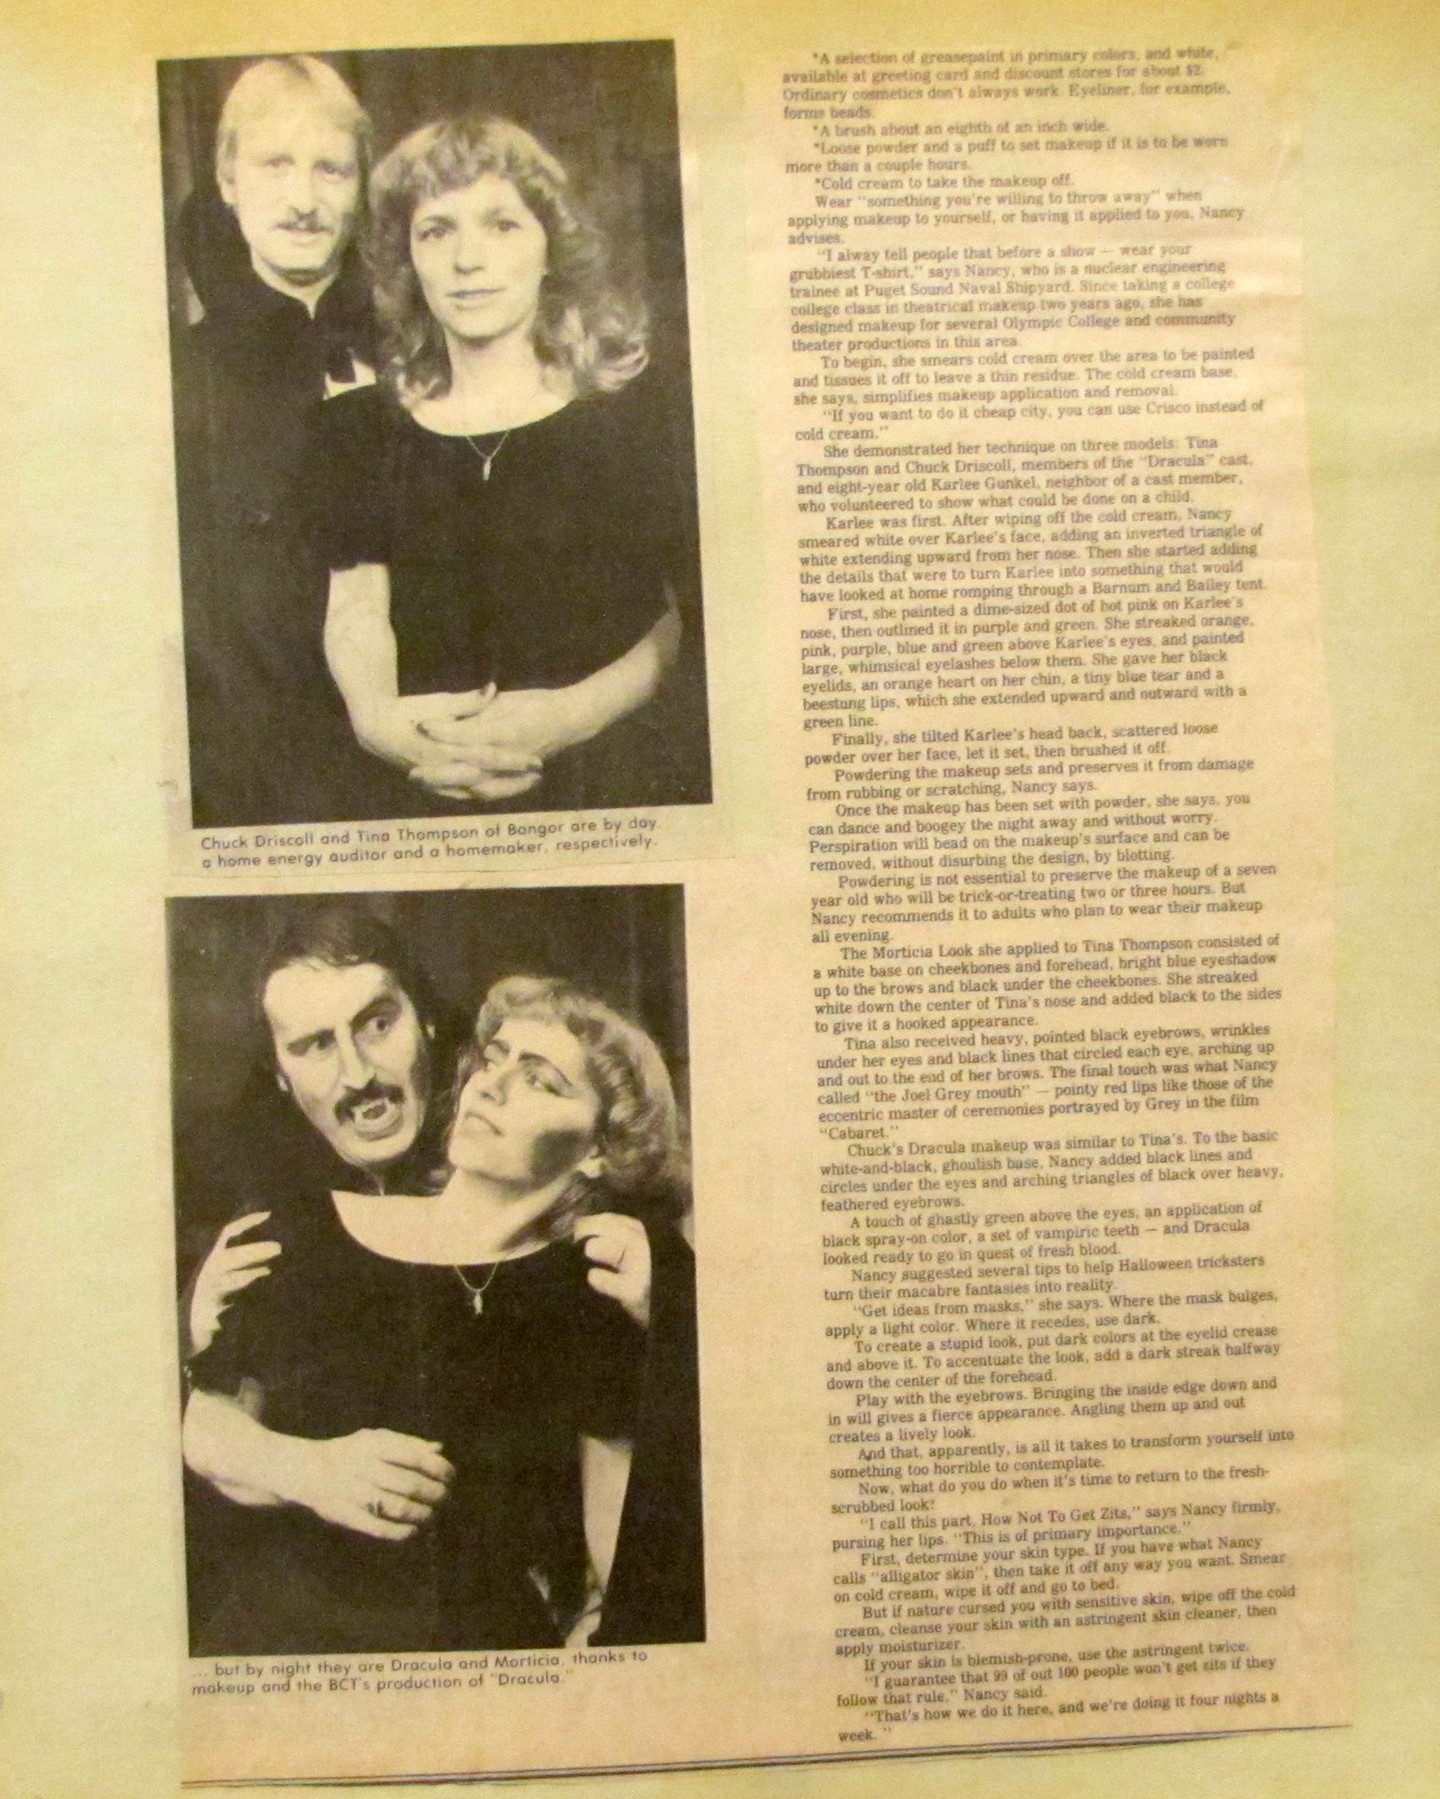 Chuck Driscoll and Tina Thompson of Bangor are by day,
a home energy auditor and a homemaker, respectively.
... but by night they are Dracula and Morticia, thanks to
makeup and the BCT's production of "Dracula."
*A selection of greasepaint in primary colors, and white,
available at greeting card and discount stores for about $2.
Ordinary cosmetics don't always work. Eyeliner, for example,
forms beads.
*A brush about an eighth of an inch wide.
*Loose powder and a puff to set makeup if it is to be worn
more than a couple hours.
*Cold cream to take the makeup off.
Wear "something you're willing to throw away" when
applying makeup to yourself, or having it applied to you, Nancy
advises.
"I alway tell people that before a show — wear your
grubbiest T-shirt," says Nancy, who is a nuclear engineering
trainee at Puget Sound Naval Shipyard. Since taking a college
college class in theatrical makeup two years ago, she has
designed makeup for several Olympic College and community
theater productions in this area.
To begin, she smears cold cream over the area to be painted
and tissues it off to leave a thin residue. The cold cream base,
she says, simplifies makeup application and removal.
"If you want to do it cheap city, you can use Crisco instead of
cold cream."
She demonstrated her technique on three models: Tina
Thompson and Chuck Driscoll, members of the "Dracula" cast,
and eight-year old Karlee Gunkel, neighbor of a cast member,
who volunteered to show what could be done on a child.
Karlee was first. After wiping off the cold cream, Nancy
smeared white over Karlee's face, adding an inverted triangle of
white extending upward from her nose. Then she started adding
the details that were to turn Karlee into something that would
have looked at home romping through a Barnum and Bailey tent.
First, she painted a dime-sized dot of hot pink on Karlee's
nose, then outlined it in purple and green. She streaked orange,
pink, purple, blue and green above Karlee's eyes, and painted
large, whimsical eyelashes below them. She gave her black
eyelids, an orange heart on her chin, a tiny blue tear and a
beestung lips, which she extended upward and outward with a
green line.
Finally, she tilted Karlee's head back, scattered loose
powder over her face, let it set, then brushed it off.
Powdering the makeup sets and preserves it from damage
from rubbing or scratching, Nancy says.
Once the makeup has been set with powder, she says, you
can dance and boogey the night away and without worry.
Perspiration will bead on the makeup's surface and can be
removed, without disurbing the design, by blotting.
Powdering is not essential to preserve the makeup of a seven
year old who will be trick-or-treating two or three hours. But
Nancy recommends it to adults who plan to wear their makeup
all evening.
The Morticia Look she applied to Tina Thompson consisted of
a white base on cheekbones and forehead, bright blue eyeshadow
up to the brows and black under the cheekbones. She streaked
white down the center of Tina's nose and added black to the sides
to give it a hooked appearance.
Tina also received heavy, pointed black eyebrows, wrinkles
under her eyes and black lines that circled each eye, arching up
and out to the end of her brows. The final touch was what Nancy
called "the Joel Grey mouth" — pointy red lips like those of the
eccentric master of ceremonies portrayed by Grey in the film
"Cabaret."
Chuck's Dracula makeup was similar to Tina's. To the basic
white-and-black, ghoulish base, Nancy added black lines and
circles under the eyes and arching triangles of black over heavy,
feathered eyebrows.
A touch of ghastly green above the eyes, an application of
black spray-on color, a set of vampiric teeth — and Dracula
looked ready to go in quest of fresh blood.
Nancy suggested several tips to help Halloween tricksters
turn their macabre fantasies into reality.
"Get ideas from masks," she says. Where the mask bulges,
apply a light color. Where it recedes, use dark.
To create a stupid look, put dark colors at the eyelid crease
and above it. To accentuate the look, add a dark streak halfway
down the center of the forehead.
Play with the eyebrows. Bringing the inside edge down and
in will gives a fierce appearance. Angling them up and out
creates a lively look.
And that, apparently, is all it takes to transform yourself into
something too horrible to contemplate.
Now, what do you do when it's time to return to the fresh-
scrubbed look?
"I call this part, How Not To Get Zits," says Nancy firmly,
pursing her lips. "This is of primary importance."
First, determine your skin type. If you have what Nancy
calls "alligator skin", then take it off any way you want. Smear
on cold cream, wipe it off and go to bed.
But if nature cursed you with sensitive skin, wipe off the cold
cream, cleanse your skin with an astringent skin cleaner, then
apply moisturizer.
If your skin is blemish-prone, use the astringent twice.
"I guarantee that 99 of out 100 people won't get zits if they
follow that rule," Nancy said.
"That's how we do it here, and we're doing it four nights a
week. "